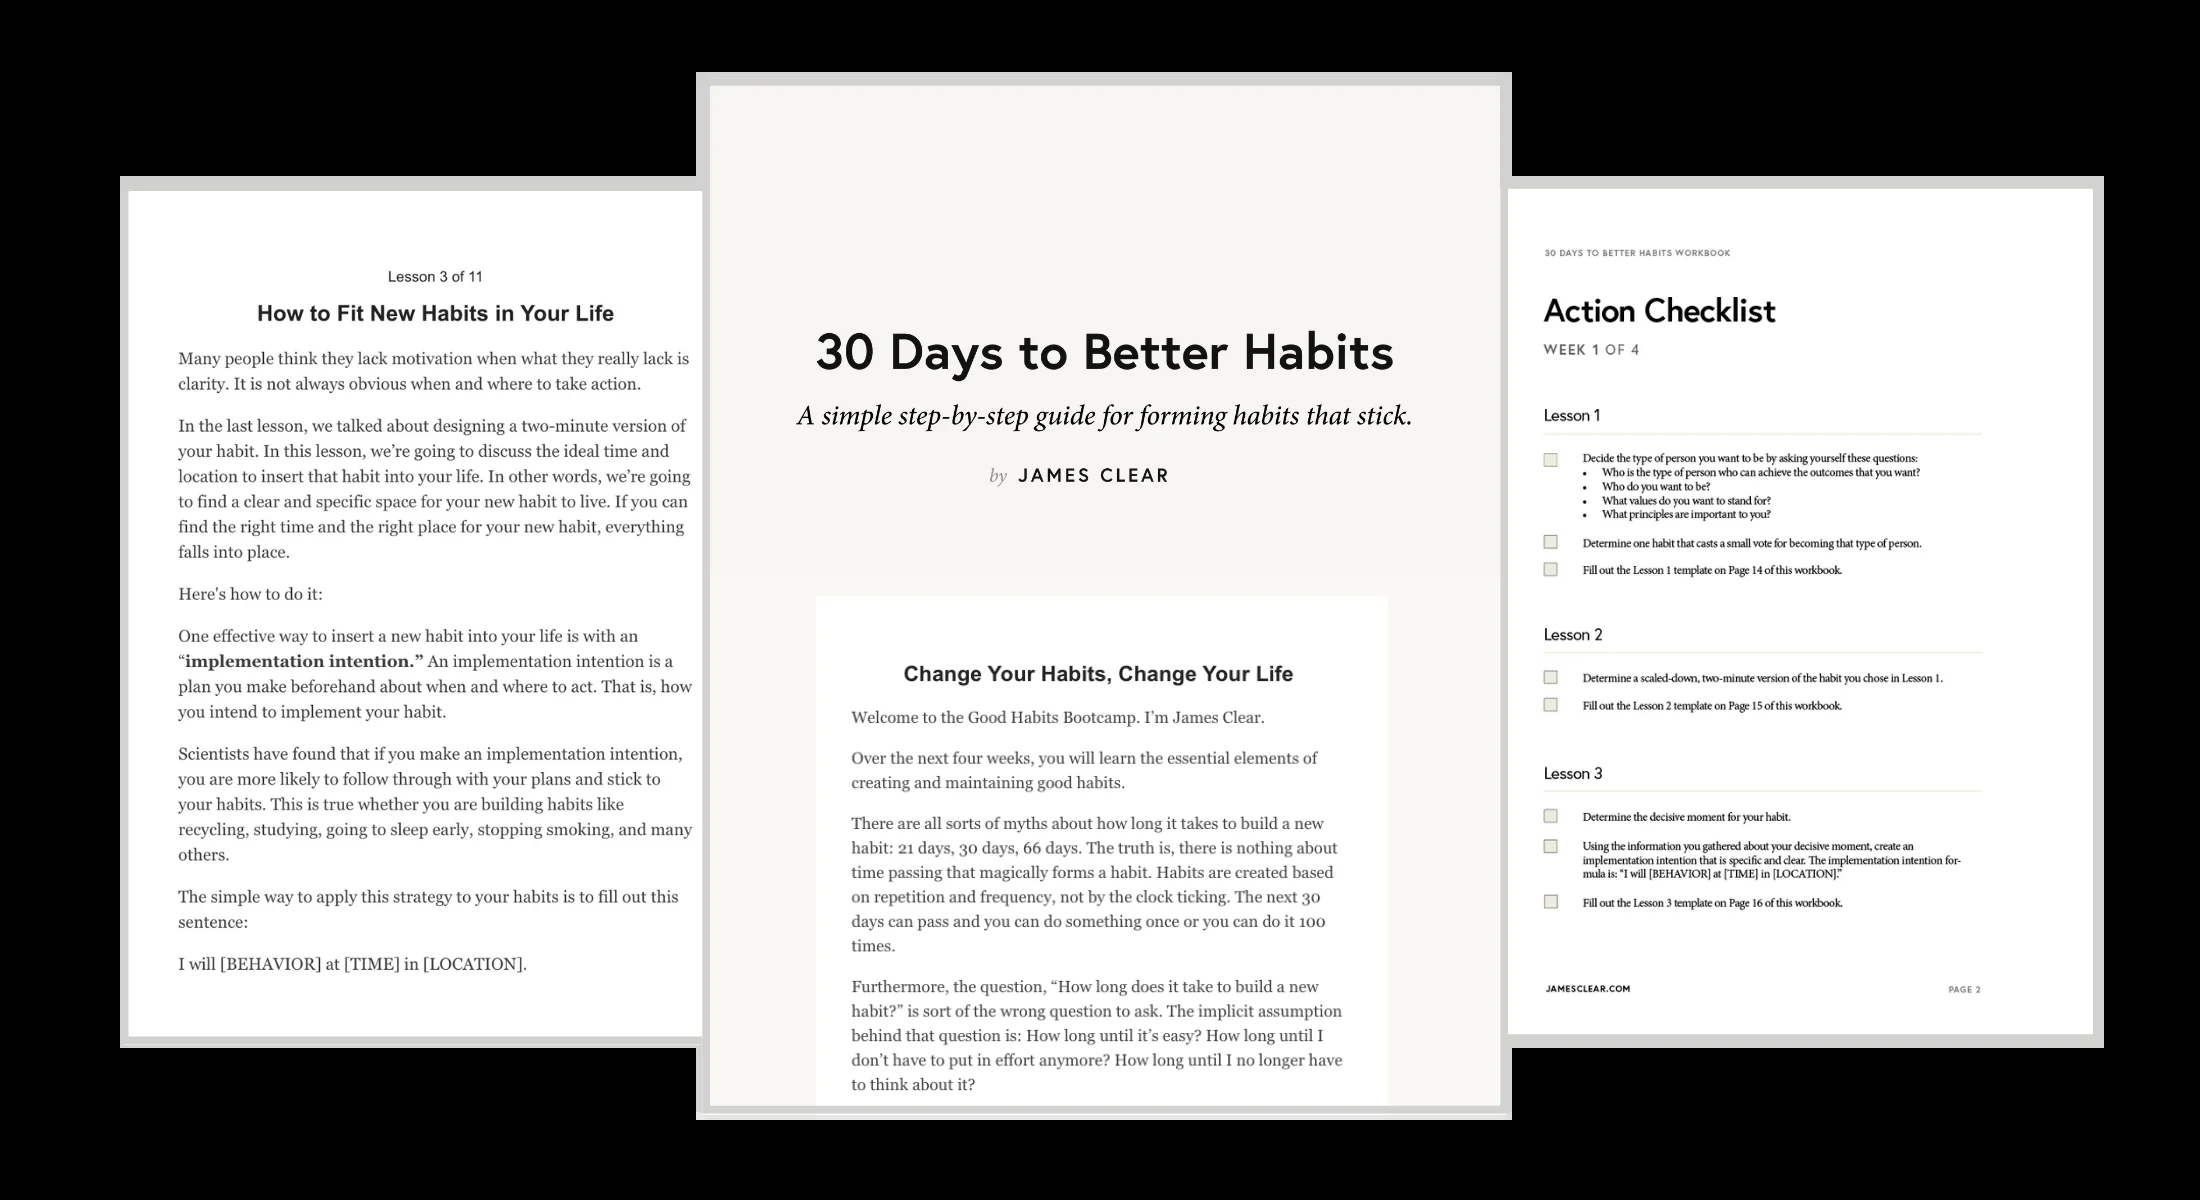 Lesson 3 of 11
How to Fit New Habits in Your Life
Many people think they lack motivation when what they really lack is
clarity. It is not always obvious when and where to take action.
In the last lesson, we talked about designing a two-minute version of
your habit. In this lesson, we’re going to discuss the ideal time and
location to insert that habit into your life. In other words, we’re going
to find a clear and specific space for your new habit to live. If you can
find the right time and the right place for your new habit, everything
falls into place.
Here's how to do it:
One effective way to insert a new habit into your life is with an
“implementation intention.” An implementation intention is a
plan you make beforehand about when and where to act. That is, how
you intend to implement your habit.
Scientists have found that if you make an implementation intention,
you are more likely to follow through with your plans and stick to
your habits. This is true whether you are building habits like
recycling, studying, going to sleep early, stopping smoking, and many
others.
The simple way to apply this strategy to your habits is to fill out this
sentence:
I will [BEHAVIOR] at [TIME] in [LOCATION].
30 Days to Better Habits
A simple step-by-step guide for forming habits that stick.
by JAMES CLEAR
Change Your Habits, Change Your Life
Welcome to the Good Habits Bootcamp. I’m James Clear.
Over the next four weeks, you will learn the essential elements of
creating and maintaining good habits.
There are all sorts of myths about how long it takes to build a new
habit: 21 days, 30 days, 66 days. The truth is, there is nothing about
time passing that magically forms a habit. Habits are created based
on repetition and frequency, not by the clock ticking. The next 30
days can pass and you can do something once or you can do it 100
times.
Furthermore, the question, “How long does it take to build a new
habit?” is sort of the wrong question to ask. The implicit assumption
behind that question is: How long until it’s easy? How long until I
don’t have to put in effort anymore? How long until I no longer have
to think about it?
30 DAYS TO BETTER HABITS WORKBOOK
Action Checklist
WEEK 1 OF 4
Lesson 1
Decide the type of person you want to be by asking yourself these questions:
• Who is the type of person who can achieve the outcomes that you want?
• Who do you want to be?
• What values do you want to stand for?
• What principles are important to you?
Determine one habit that casts a small vote for becoming that type of person.
Fill out the Lesson 1 template on Page 14 of this workbook.
Lesson 2
Determine a scaled-down, two-minute version of the habit you chose in Lesson 1.
Fill out the Lesson 2 template on Page 15 of this workbook.
Lesson 3
Determine the decisive moment for your habit.
Using the information you gathered about your decisive moment, create an
implementation intention that is specific and clear. The implementation intention for-
mula is: “I will [BEHAVIOR] at [TIME] in [LOCATION].”
Fill out the Lesson 3 template on Page 16 of this workbook.
JAMESCLEAR.COM
PAGE 2